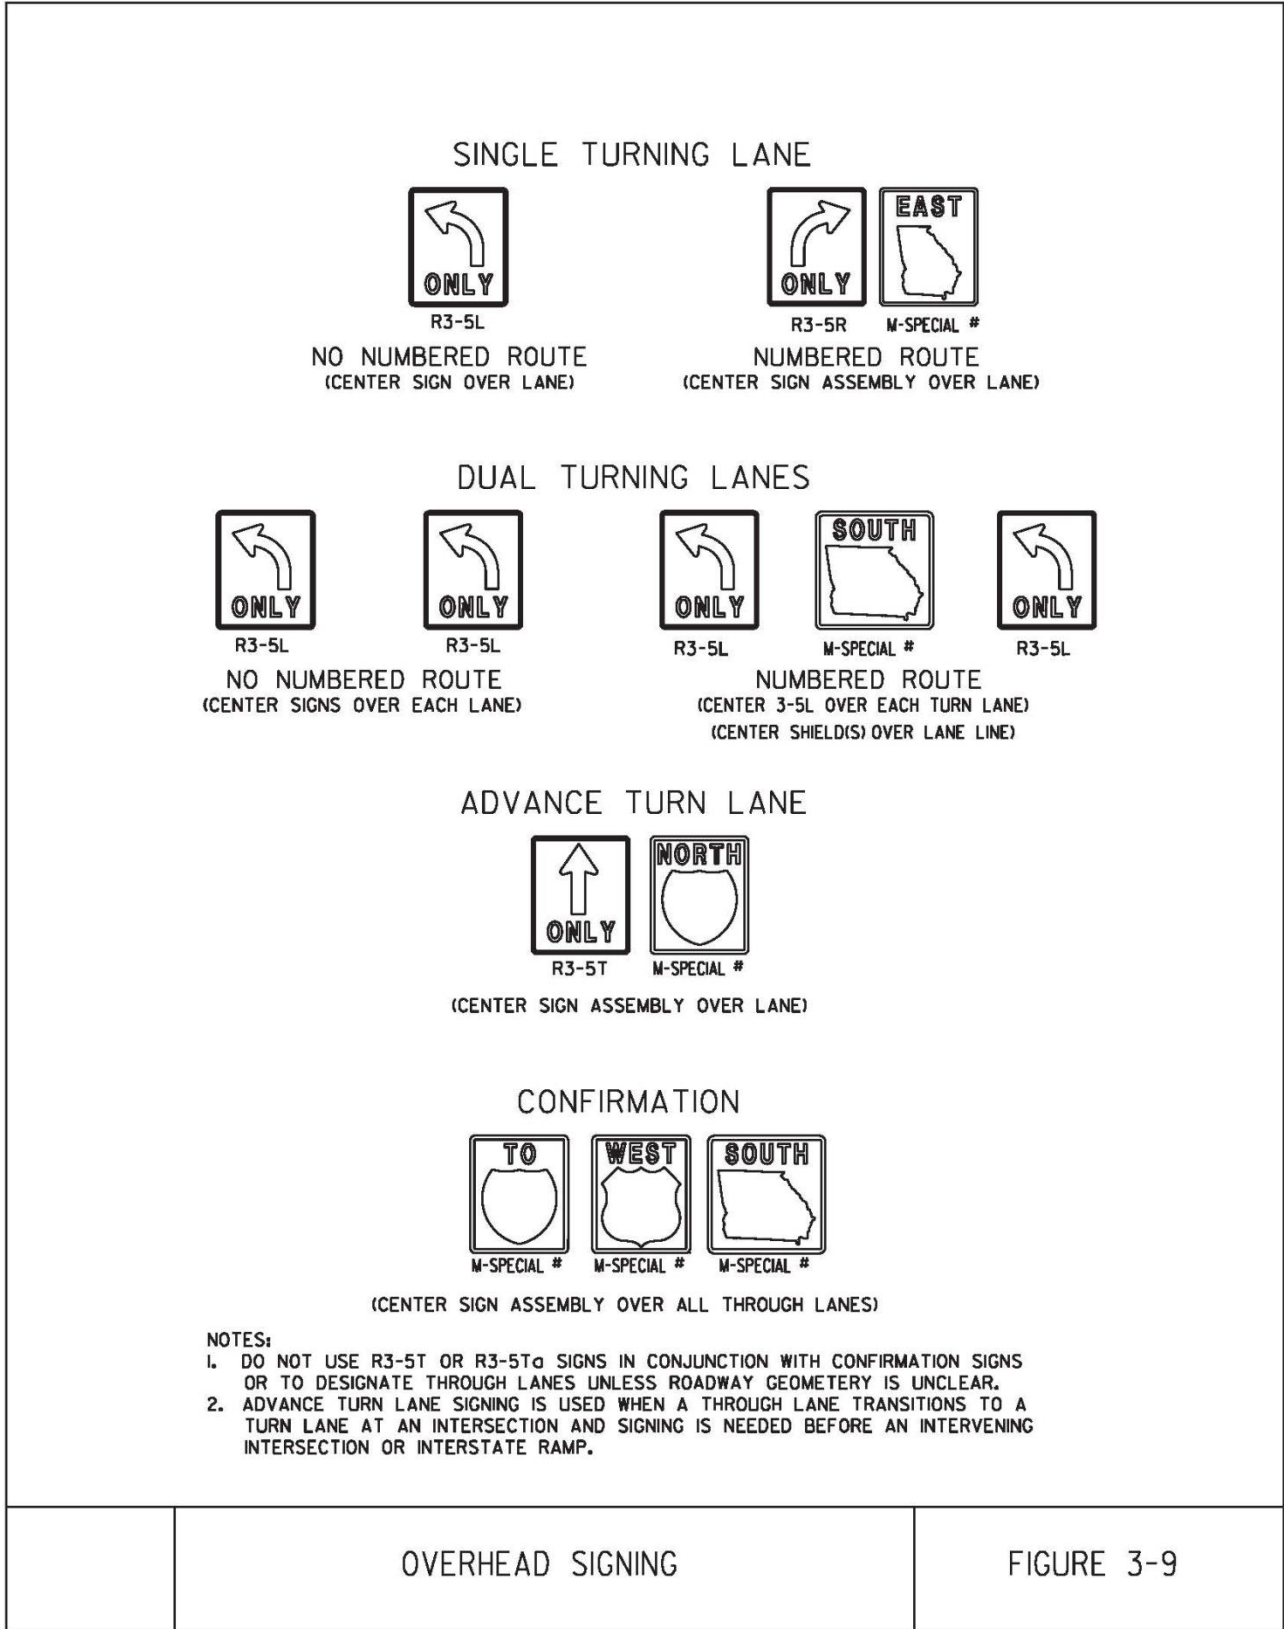 SINGLE TURNING LANE
ONLY
R3-5L
NO NUMBERED ROUTE
(CENTER SIGN OVER LANE)
ONLY
R3-5R
EAST
M-SPECIAL #
NUMBERED ROUTE
(CENTER SIGN ASSEMBLY OVER LANE)
DUAL TURNING LANES
ONLY
R3-5L
ONLY
R3-5L
NO NUMBERED ROUTE
(CENTER SIGNS OVER EACH LANE)
ONLY
R3-5L
SOUTH
M-SPECIAL #
ONLY
R3-5L
NUMBERED ROUTE
(CENTER 3-5L OVER EACH TURN LANE)
(CENTER SHIELD(S) OVER LANE LINE)
ADVANCE TURN LANE
ONLY
R3-5T
NORTH
M-SPECIAL #
(CENTER SIGN ASSEMBLY OVER LANE)
CONFIRMATION
TO
M-SPECIAL #
WEST
M-SPECIAL #
SOUTH
M-SPECIAL #
(CENTER SIGN ASSEMBLY OVER ALL THROUGH LANES)
NOTES:
1. DO NOT USE R3-5T OR R3-5Ta SIGNS IN CONJUNCTION WITH CONFIRMATION SIGNS
OR TO DESIGNATE THROUGH LANES UNLESS ROADWAY GEOMETERY IS UNCLEAR.
2. ADVANCE TURN LANE SIGNING IS USED WHEN A THROUGH LANE TRANSITIONS TO A
TURN LANE AT AN INTERSECTION AND SIGNING IS NEEDED BEFORE AN INTERVENING
INTERSECTION OR INTERSTATE RAMP.
OVERHEAD SIGNING
FIGURE 3-9